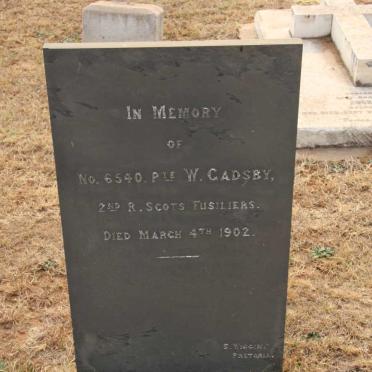 IN MEMORY
OF
NO. 6540. PTE W. GADSBY,
2ND R. SCOTS FUSILIERS.
DIED MARCH 4TH 1902.
PRETORIA.